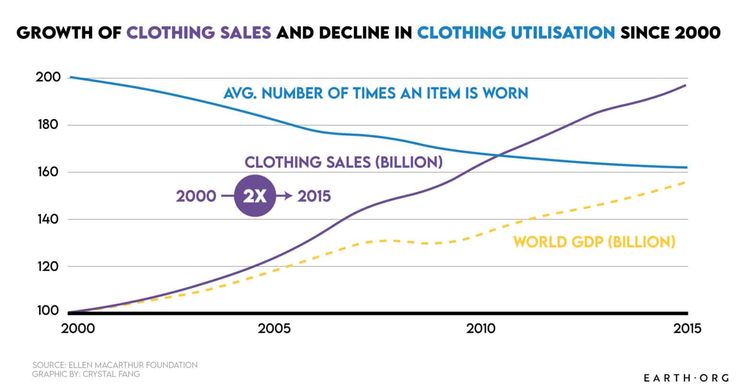 GROWTH OF CLOTHING SALES AND DECLINE IN CLOTHING UTILISATION SINCE 2000
200
AVG. NUMBER OF TIMES AN ITEM IS WORN
180
CLOTHING SALES (BILLION)
160
2000 2X 2015
140
WORLD GDP (BILLION)
120
100
2000 2005 2010 2015
SOURCE: ELLEN MACARTHUR FOUNDATION
GRAPHIC BY: CRYSTAL FANG
EARTH·ORG